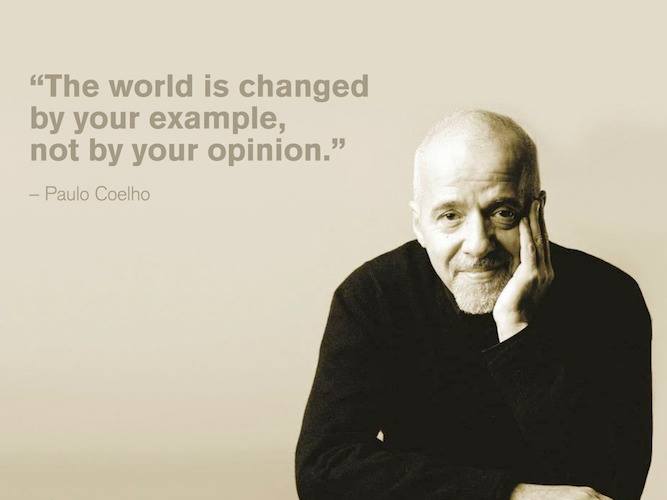 “The world is changed
by your example,
not by your opinion.”
– Paulo Coelho